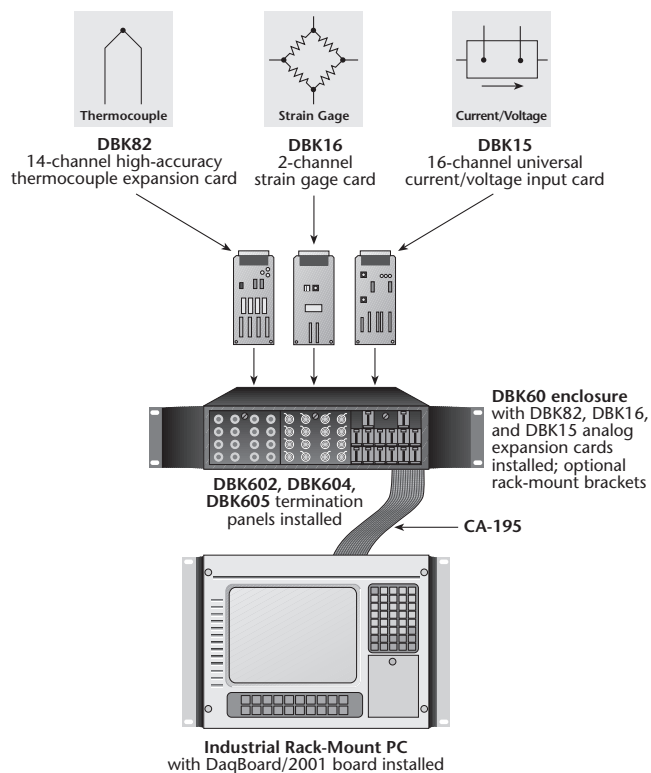 Thermocouple
Strain Gage
Current/Voltage
DBK82
14-channel high-accuracy
thermocouple expansion card
DBK16
2-channel
strain gage card
DBK15
16-channel universal
current/voltage input card
DBK60 enclosure
with DBK82, DBK16,
and DBK15 analog
expansion cards
installed; optional
rack-mount brackets
DBK602, DBK604,
DBK605 termination
panels installed
CA-195
Industrial Rack-Mount PC
with DaqBoard/2001 board installed